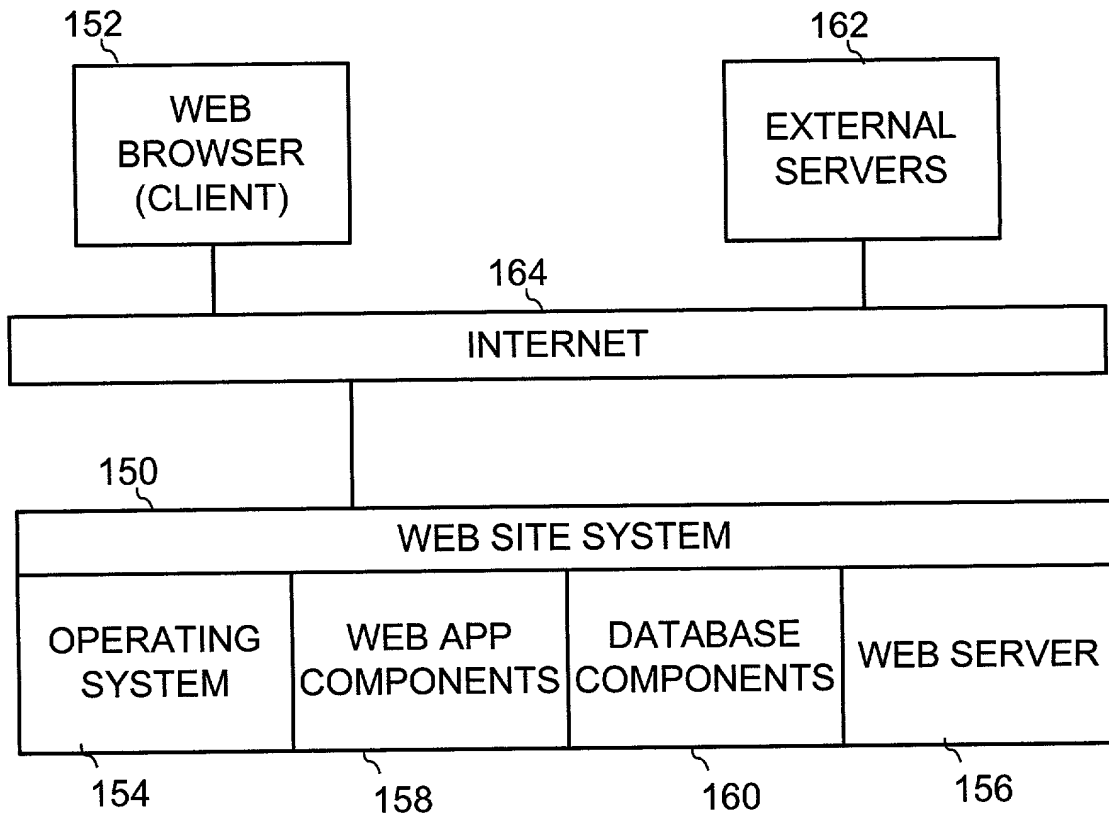 152
162
WEB
BROWSER
(CLIENT)
EXTERNAL
SERVERS
164
INTERNET
150
WEB SITE SYSTEM
OPERATING
SYSTEM
WEB APP
COMPONENTS
DATABASE
COMPONENTS
WEB SERVER
154
158
160
156